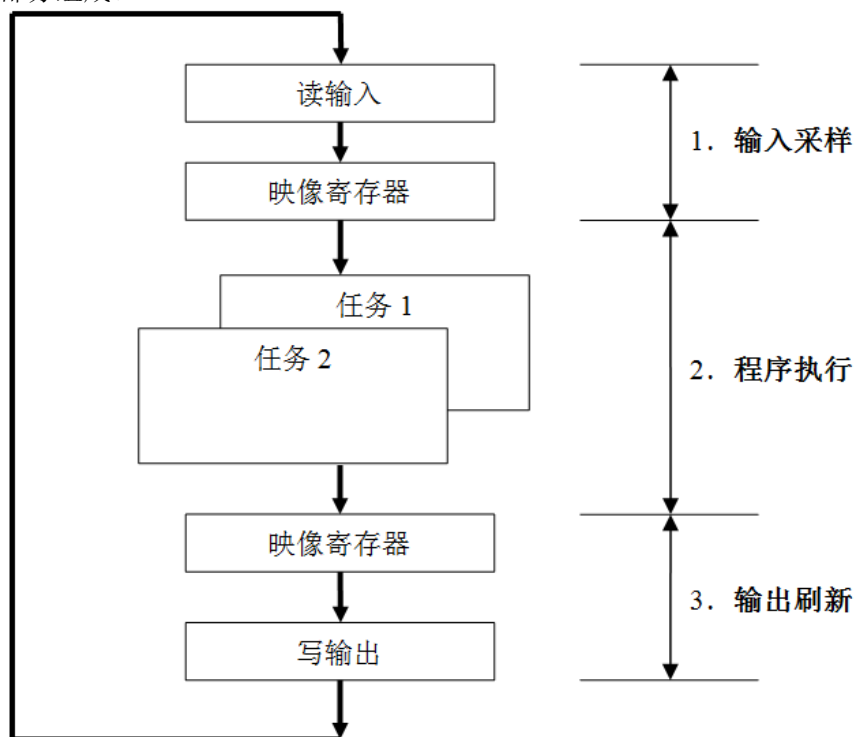 读输入
1. 输入采样
映像寄存器
任务 1
任务 2
2. 程序执行
映像寄存器
3. 输出刷新
写输出